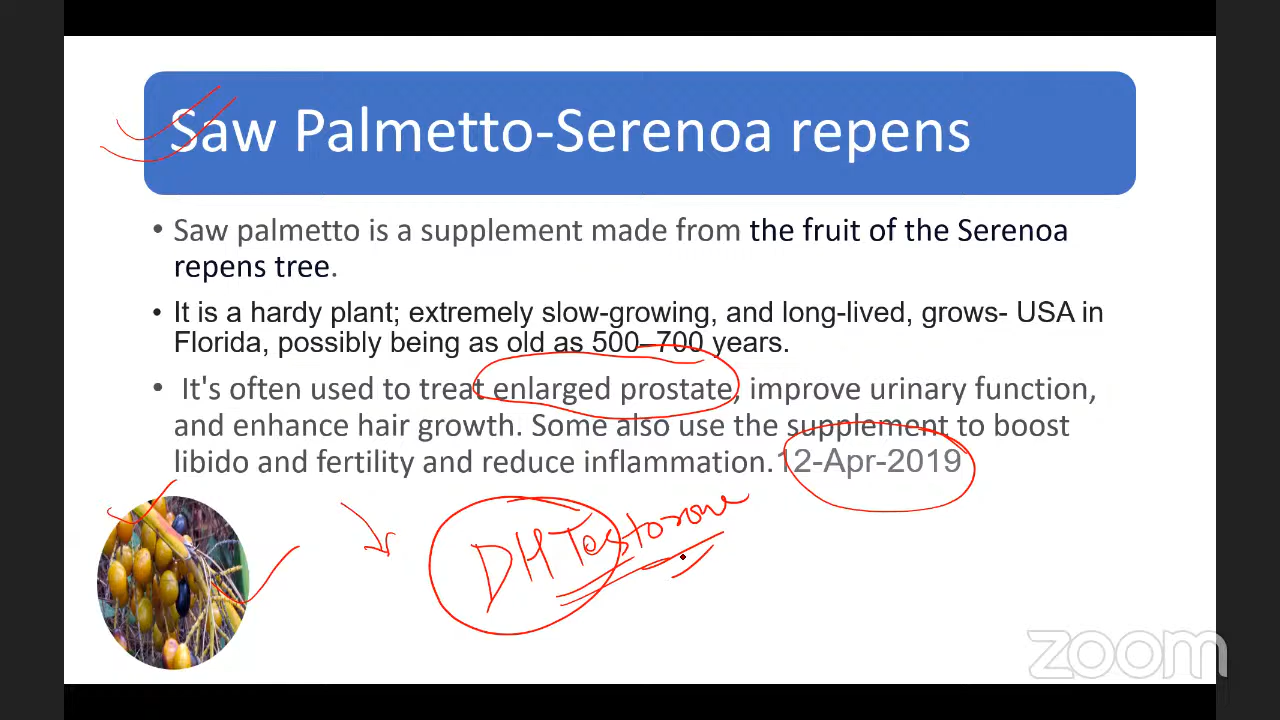 Saw Palmetto-Serenoa repens
• Saw palmetto is a supplement made from the fruit of the Serenoa
repens tree.
• It is a hardy plant; extremely slow-growing, and long-lived, grows- USA in
Florida, possibly being as old as 500–700 years.
• It's often used to treat enlarged prostate, improve urinary function,
and enhance hair growth. Some also use the supplement to boost
libido and fertility and reduce inflammation. 12-Apr-2019
DHTestorone
zoom